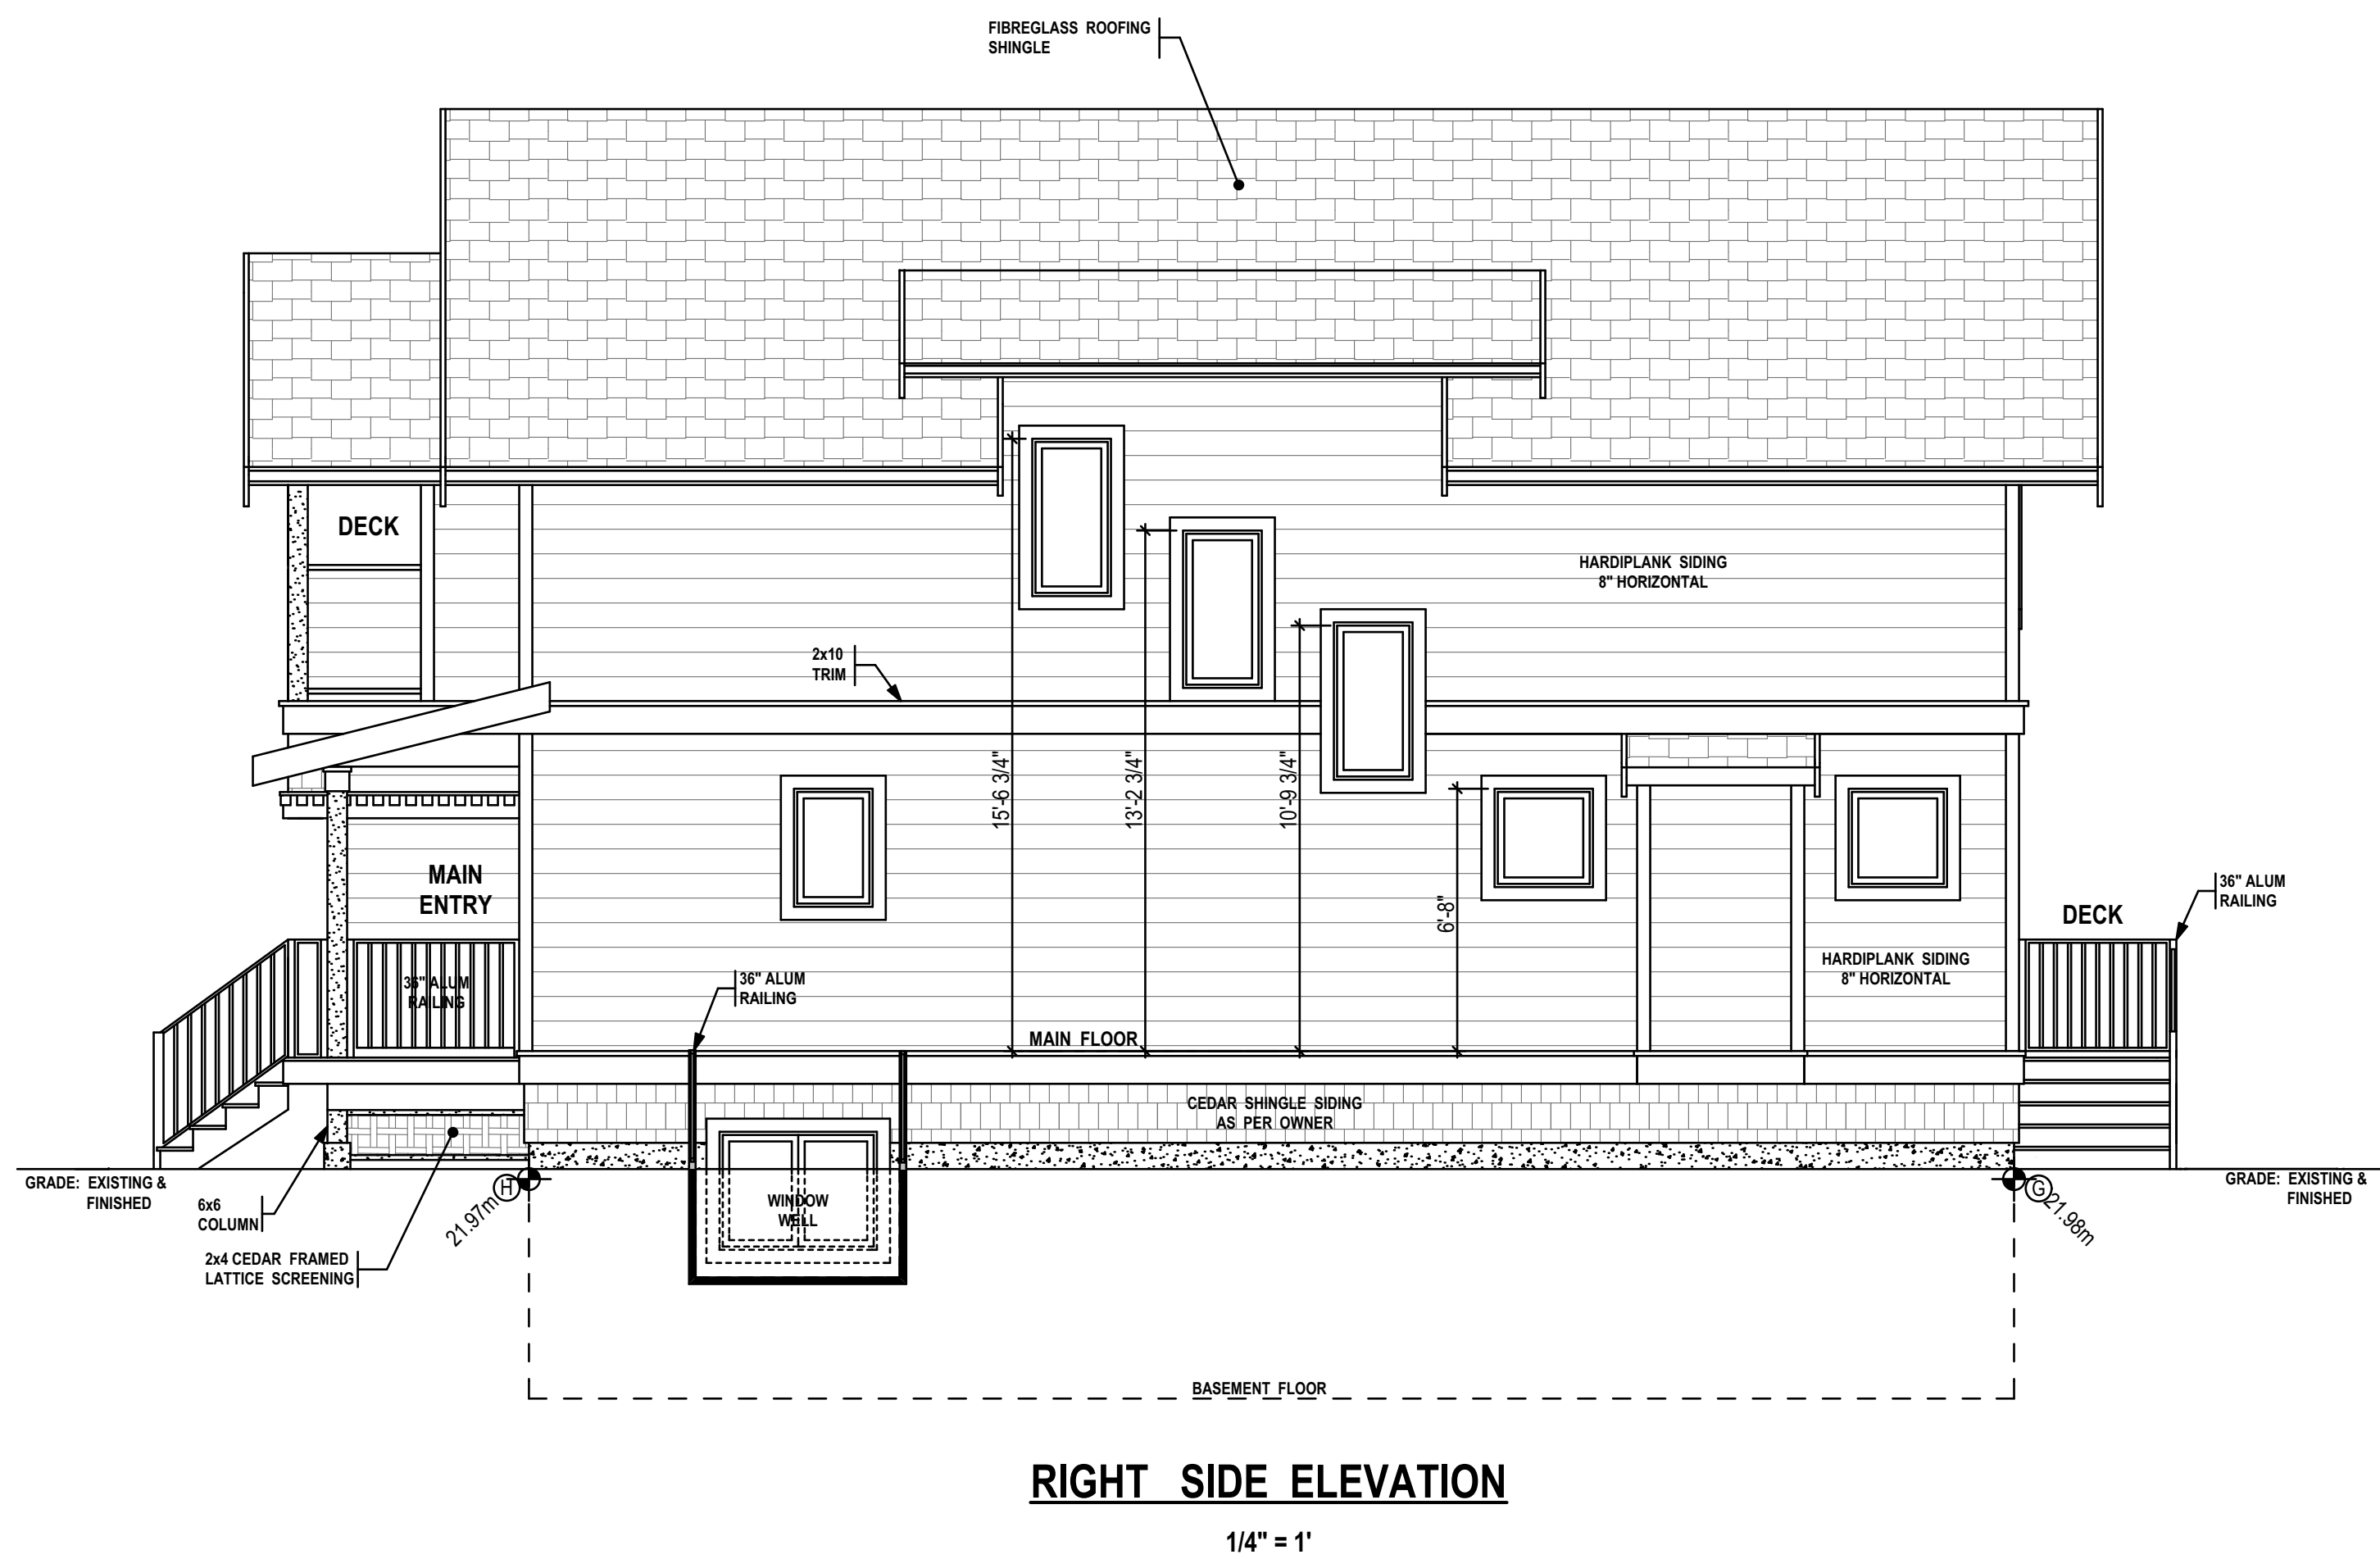 FIBREGLASS ROOFING
SHINGLE
DECK
HARDIPLANK SIDING
8" HORIZONTAL
2x10
TRIM
15'-6 3/4"
13'-2 3/4"
10'-9 3/4"
6'-8"
MAIN
ENTRY
36" ALUM
RAILING
DECK
HARDIPLANK SIDING
8" HORIZONTAL
36" ALUM
RAILING
36" ALUM
RAILING
MAIN FLOOR
CEDAR SHINGLE SIDING
AS PER OWNER
GRADE: EXISTING &
FINISHED
H
21.97m
WINDOW
WELL
G
21.98m
GRADE: EXISTING &
FINISHED
6x6
COLUMN
2x4 CEDAR FRAMED
LATTICE SCREENING
BASEMENT FLOOR
RIGHT SIDE ELEVATION
1/4" = 1'